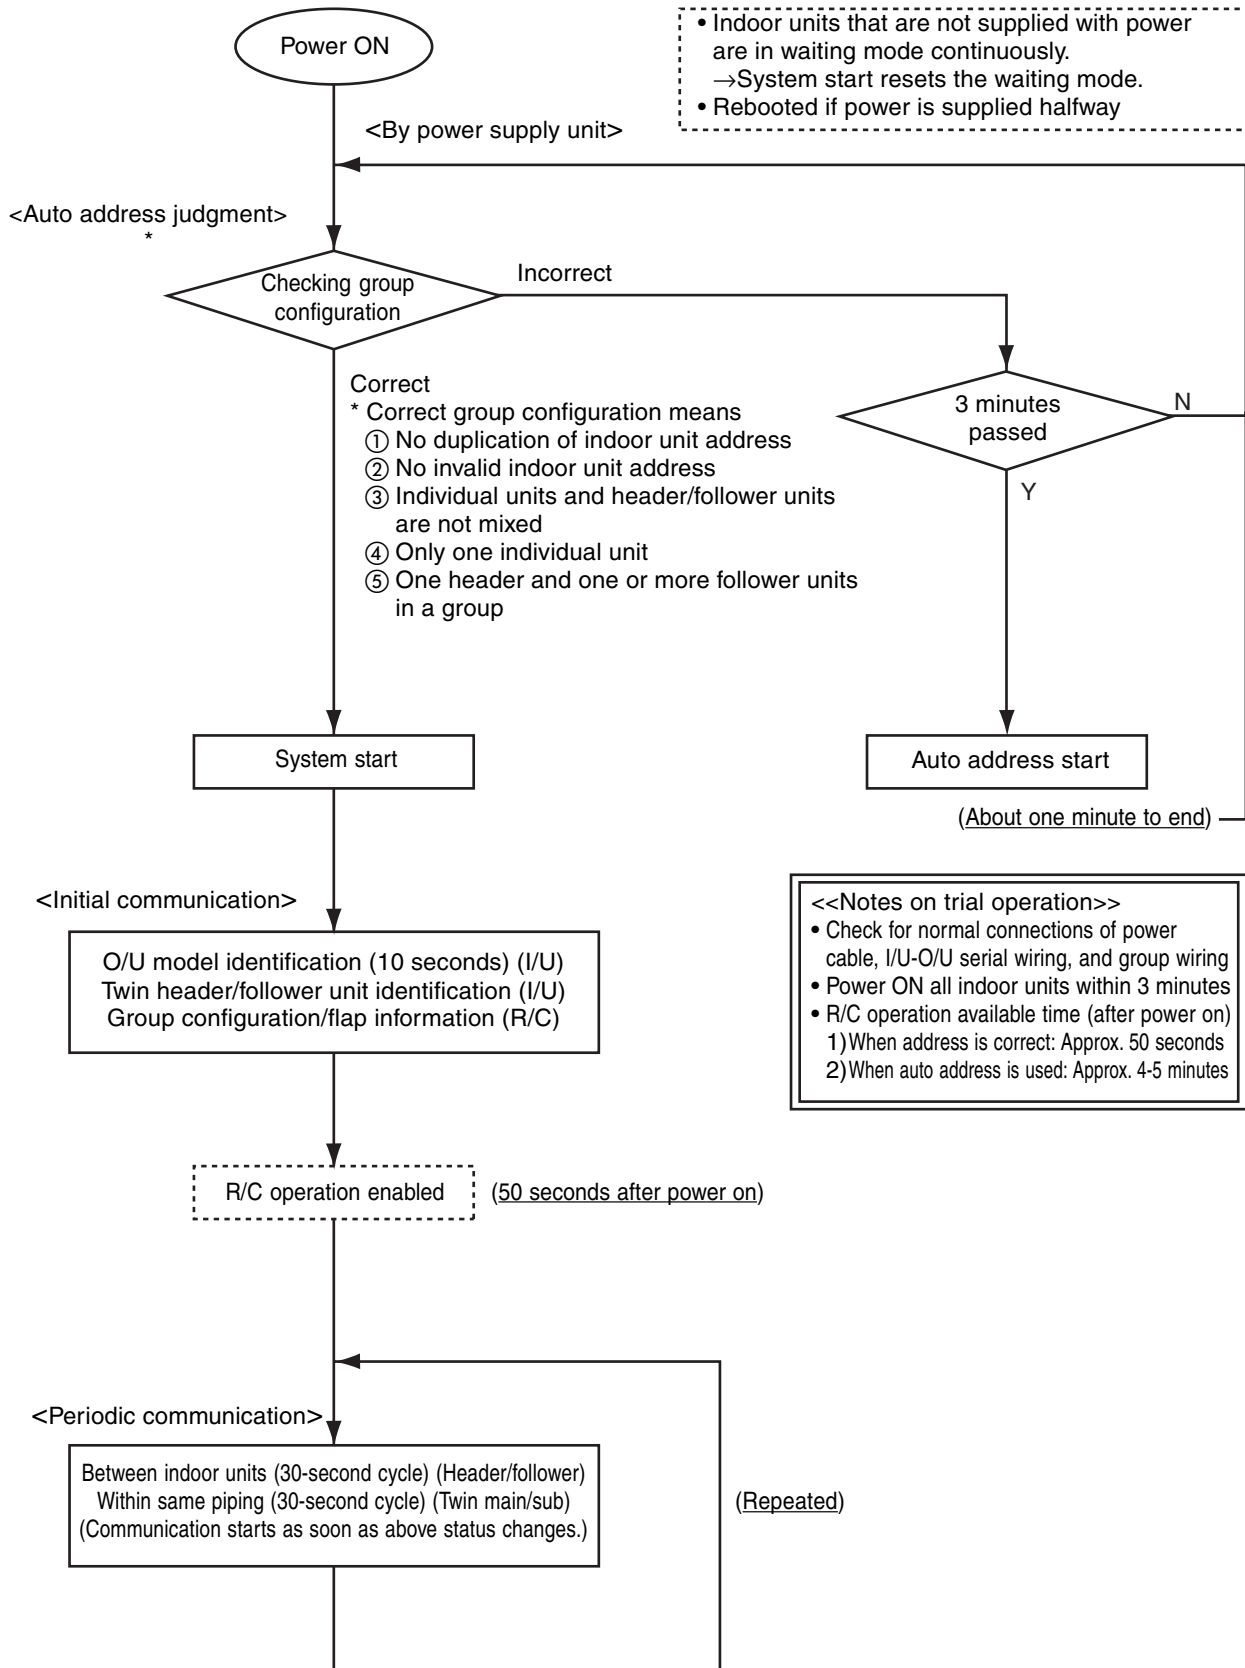 Power ON
• Indoor units that are not supplied with power
are in waiting mode continuously.
→System start resets the waiting mode.
• Rebooted if power is supplied halfway
<By power supply unit>
<Auto address judgment>
*
Checking group
configuration
Incorrect
3 minutes
passed
N
Y
Correct
* Correct group configuration means
① No duplication of indoor unit address
② No invalid indoor unit address
③ Individual units and header/follower units
are not mixed
④ Only one individual unit
⑤ One header and one or more follower units
in a group
System start
Auto address start
(About one minute to end)
<Initial communication>
O/U model identification (10 seconds) (I/U)
Twin header/follower unit identification (I/U)
Group configuration/flap information (R/C)
<<Notes on trial operation>>
• Check for normal connections of power
cable, I/U-O/U serial wiring, and group wiring
• Power ON all indoor units within 3 minutes
• R/C operation available time (after power on)
1) When address is correct: Approx. 50 seconds
2) When auto address is used: Approx. 4-5 minutes
R/C operation enabled
(50 seconds after power on)
<Periodic communication>
Between indoor units (30-second cycle) (Header/follower)
Within same piping (30-second cycle) (Twin main/sub)
(Communication starts as soon as above status changes.)
(Repeated)